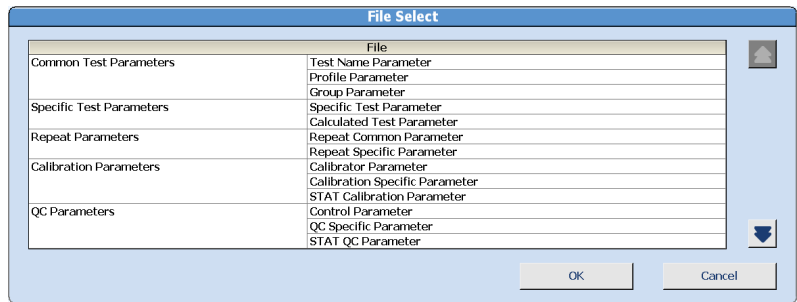 File Select
File
Common Test Parameters Test Name Parameter
Profile Parameter
Group Parameter
Specific Test Parameters Specific Test Parameter
Calculated Test Parameter
Repeat Parameters Repeat Common Parameter
Repeat Specific Parameter
Calibration Parameters Calibrator Parameter
Calibration Specific Parameter
STAT Calibration Parameter
QC Parameters Control Parameter
QC Specific Parameter
STAT QC Parameter
OK Cancel